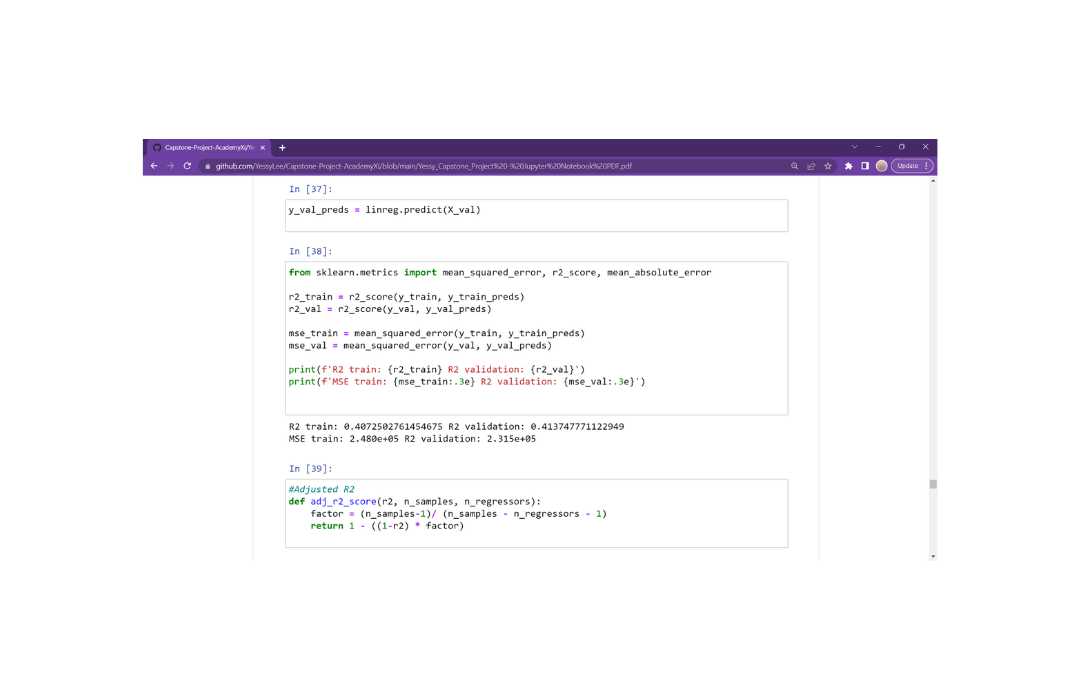 Capstone-Project-AcademyXi/Yes
github.com/YessyLee/Capstone-Project-AcademyXi/blob/main/Yessy_Capstone_Project%20-%20Jupyter%20Notebook%20PDF.pdf
Update
In [37]:
y_val_preds = linreg.predict(X_val)
In [38]:
from sklearn.metrics import mean_squared_error, r2_score, mean_absolute_error
r2_train = r2_score(y_train, y_train_preds)
r2_val = r2_score(y_val, y_val_preds)
mse_train = mean_squared_error(y_train, y_train_preds)
mse_val = mean_squared_error(y_val, y_val_preds)
print(f'R2 train: {r2_train} R2 validation: {r2_val}')
print(f'MSE train: {mse_train:.3e} R2 validation: {mse_val:.3e}')
R2 train: 0.4072502761454675 R2 validation: 0.413747771122949
MSE train: 2.480e+05 R2 validation: 2.315e+05
In [39]:
#Adjusted R2
def adj_r2_score(r2, n_samples, n_regressors):
    factor = (n_samples-1)/ (n_samples - n_regressors - 1)
    return 1 - ((1-r2) * factor)